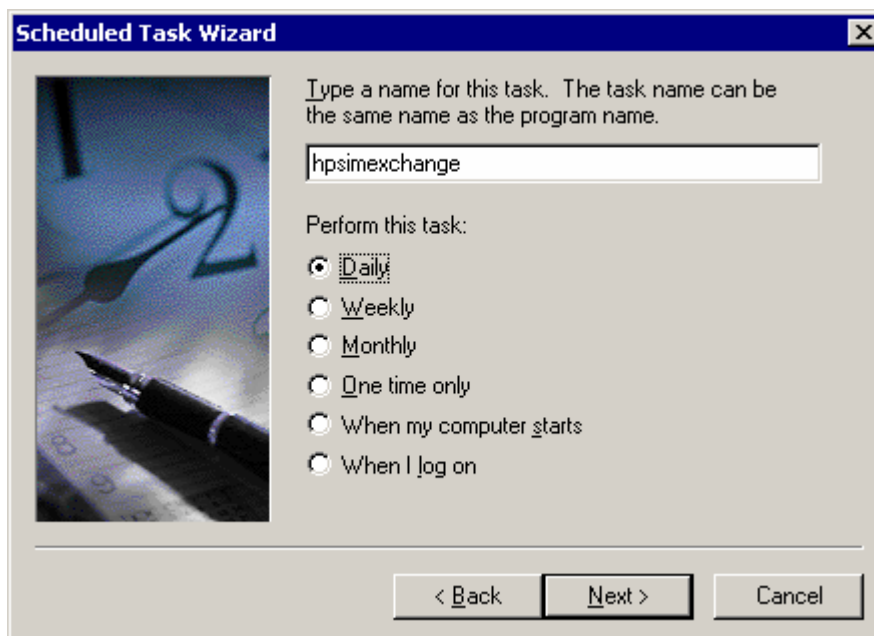 Scheduled Task Wizard
Type a name for this task.  The task name can be
the same name as the program name.
hpsimexchange
Perform this task:
Daily
Weekly
Monthly
One time only
When my computer starts
When I log on
< Back
Next >
Cancel